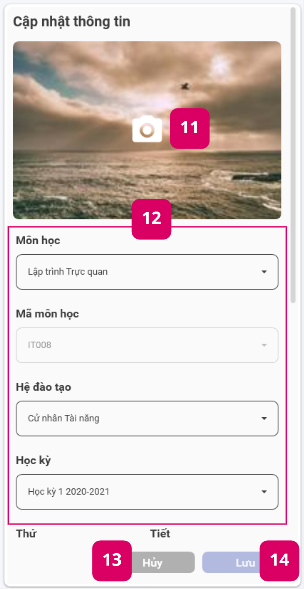 Cập nhật thông tin
11
12
Môn học
Lập trình Trực quan
Mã môn học
IT008
Hệ đào tạo
Cử nhân Tài năng
Học kỳ
Học kỳ 1 2020-2021
Thứ Tiết
13 Hủy Lưu 14